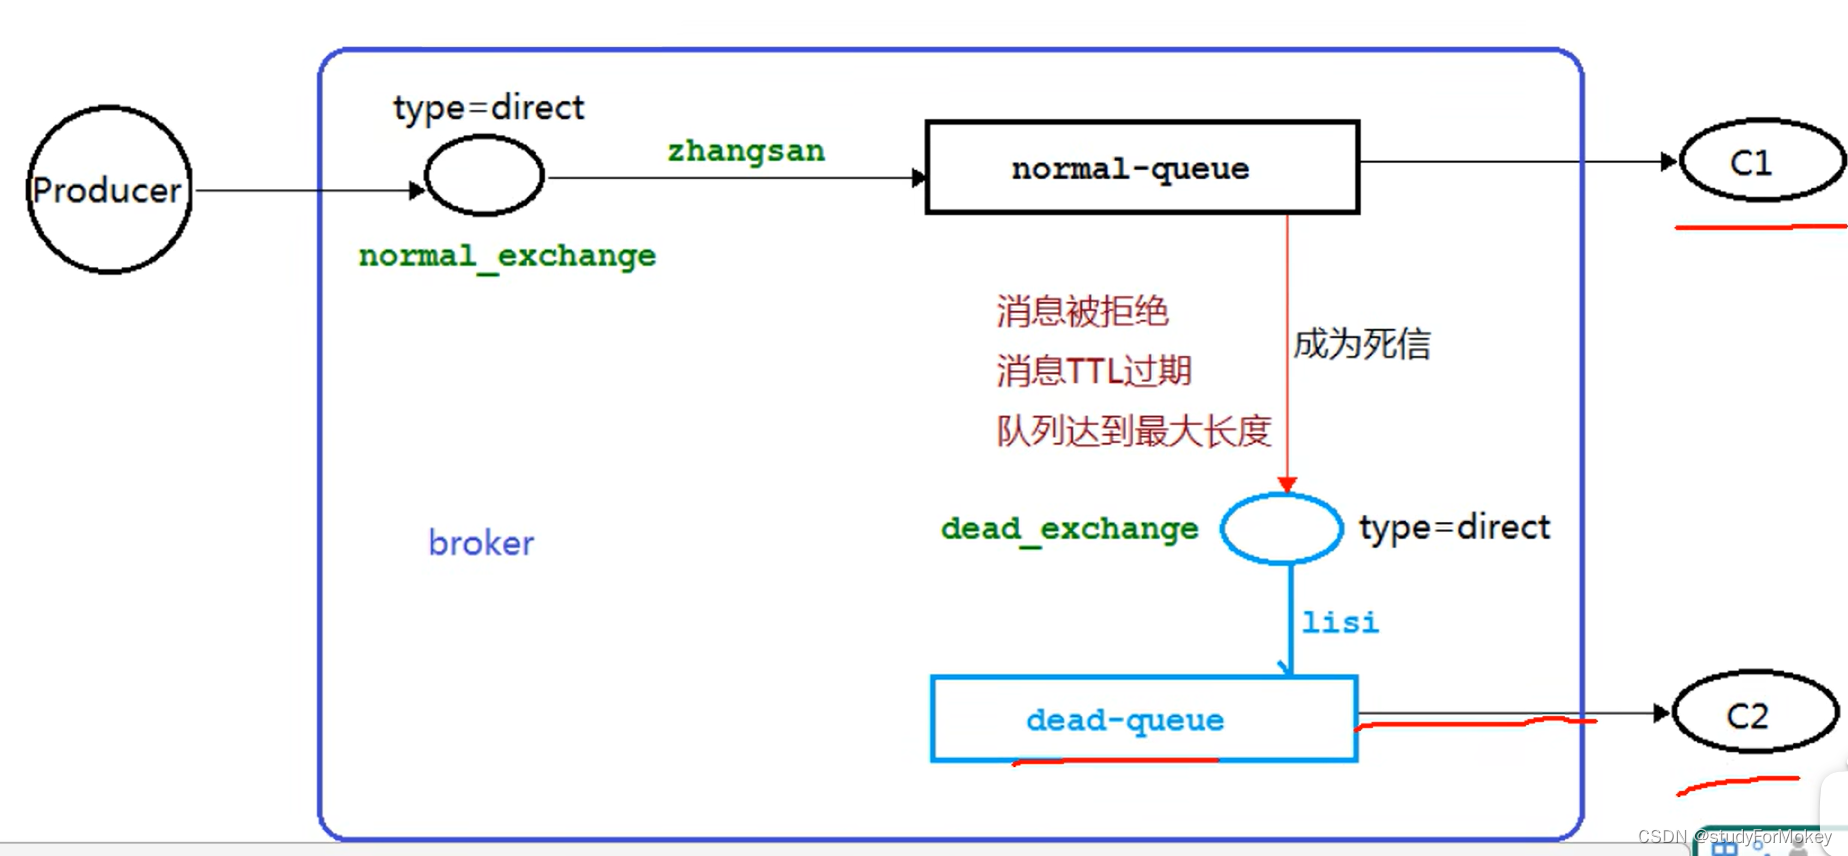 type=direct
Producer
zhangsan
normal-queue
C1
normal_exchange
消息被拒绝
成为死信
消息TTL过期
队列达到最大长度
broker
dead_exchange
type=direct
lisi
dead-queue
C2
CSDN @studyForMokey